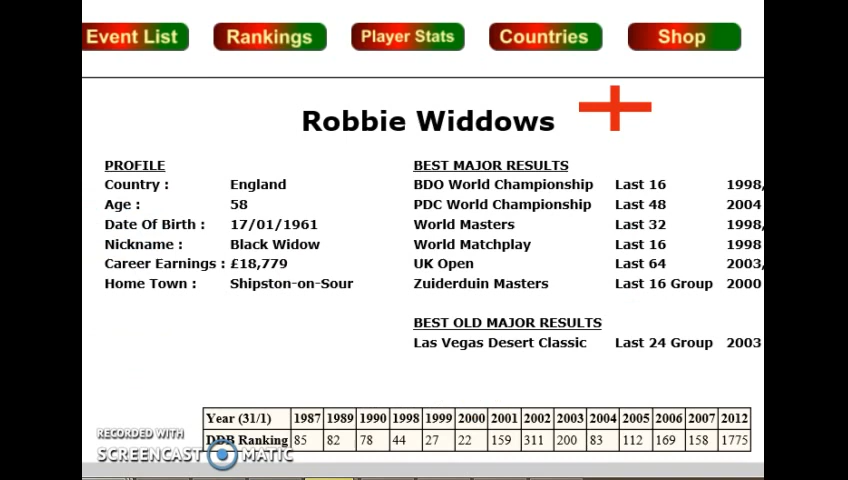 Event List Rankings Player Stats Countries Shop
Robbie Widdows
PROFILE
Country : England
Age : 58
Date Of Birth : 17/01/1961
Nickname : Black Widow
Career Earnings : £18,779
Home Town : Shipston-on-Sour
BEST MAJOR RESULTS
BDO World Championship Last 16 1998,
PDC World Championship Last 48 2004
World Masters Last 32 1998,
World Matchplay Last 16 1998
UK Open Last 64 2003,
Zuiderduin Masters Last 16 Group 2000
BEST OLD MAJOR RESULTS
Las Vegas Desert Classic Last 24 Group 2003
Year (31/1) 1987 1989 1990 1998 1999 2000 2001 2002 2003 2004 2005 2006 2007 2012
DDB Ranking 85 82 78 44 27 22 159 311 200 83 112 169 158 1775
RECORDED WITH
SCREENCAST MATIC